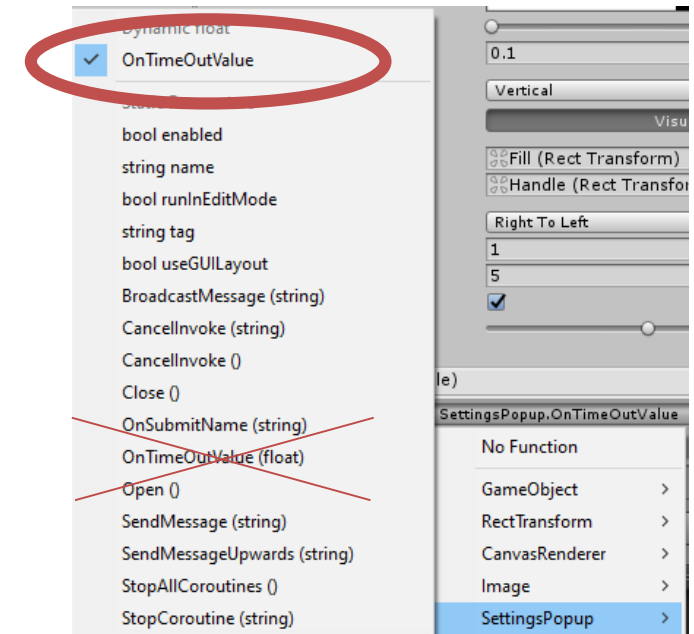 Dynamic float
OnTimeOutValue
bool enabled
string name
bool runInEditMode
string tag
bool useGUILayout
BroadcastMessage (string)
CancelInvoke (string)
CancelInvoke ()
Close ()
OnSubmitName (string)
OnTimeOutValue (float)
Open ()
SendMessage (string)
SendMessageUpwards (string)
StopAllCoroutines ()
StopCoroutine (string)
0.1
Vertical
Visu
Fill (Rect Transform)
Handle (Rect Transfor
Right To Left
1
5
le)
SettingsPopup.OnTimeOutValue
No Function
GameObject
RectTransform
CanvasRenderer
Image
SettingsPopup